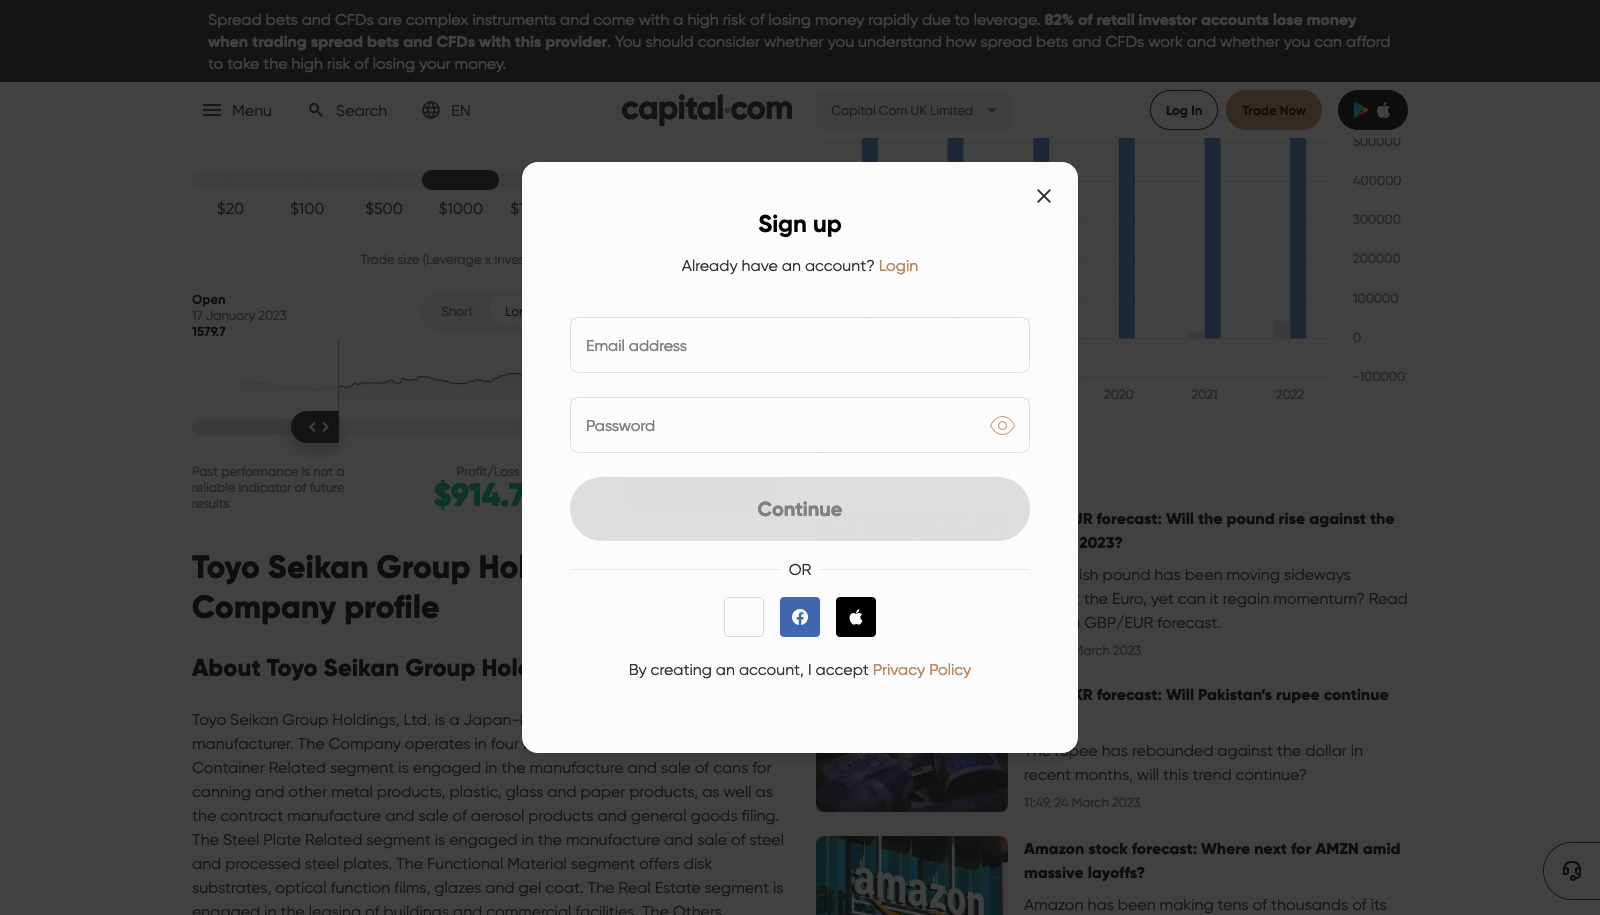 Spread bets and CFDs are complex instruments and come with a high risk of losing money rapidly due to leverage. 82% of retail investor accounts lose money
when trading spread bets and CFDs with this provider. You should consider whether you understand how spread bets and CFDs work and whether you can afford
to take the high risk of losing your money.
Menu
Search
EN
capital.com
Capital Com UK Limited
Log In
Trade Now
$20
$100
$500
$1000
Trade size (Leverage x
Open
17 January 2023
1579.7
Short
Past performance is not a
reliable indicator of future
results
Profit/Loss
$914.7
500000
400000
300000
200000
100000
0
-100000
2020
2021
2022
Sign up
Already have an account? Login
Email address
Password
Continue
OR
By creating an account, I accept Privacy Policy
Toyo Seikan Group
Company profile
About Toyo Seikan Group
Toyo Seikan Group Holdings, Ltd. is a
manufacturer. The Company operates in four
Container Related segment is engaged in the manufacture and sale of cans for
canning and other metal products, plastic, glass and paper products, as well as
the contract manufacture and sale of aerosol products and general goods filing.
The Steel Plate Related segment is engaged in the manufacture and sale of steel
and processed steel plates. The Functional Material segment offers disk
substrates, optical function films, glazes and gel coat. The Real Estate segment is
engaged in the leasing of buildings and commercial facilities. The Others
forecast: Will the pound rise against the
2023?
pound has been moving sideways
the Euro, yet can it regain momentum? Read
GBP/EUR forecast.
March 2023
forecast: Will Pakistan's rupee continue
The rupee has rebounded against the dollar in
recent months, will this trend continue?
11:49, 24 March 2023
amazon
Amazon stock forecast: Where next for AMZN amid
massive layoffs?
Amazon has been making tens of thousands of its